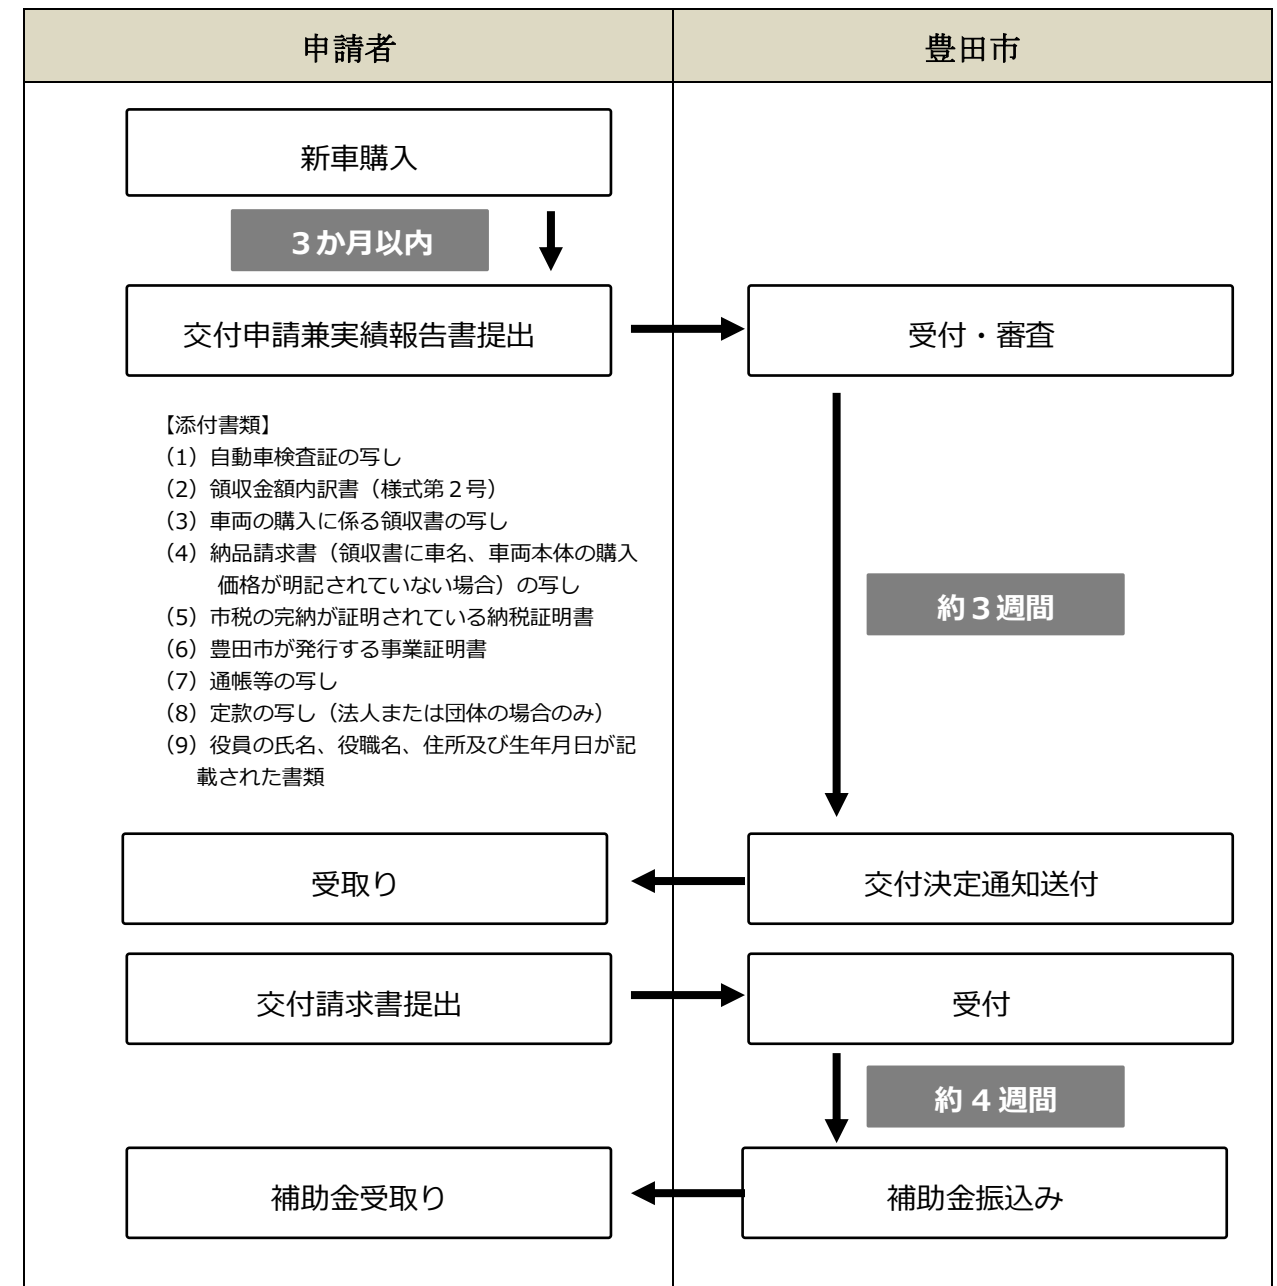 申請者
豊田市
新車購入
３か月以内
交付申請兼実績報告書提出
受付・審査
【添付書類】
（1）自動車検査証の写し
（2）領収金額内訳書（様式第２号）
（3）車両の購入に係る領収書の写し
（4）納品請求書（領収書に車名、車両本体の購入
価格が明記されていない場合）の写し
（5）市税の完納が証明されている納税証明書
（6）豊田市が発行する事業証明書
（7）通帳等の写し
（8）定款の写し（法人または団体の場合のみ）
（9）役員の氏名、役職名、住所及び生年月日が記
載された書類
約３週間
受取り
交付決定通知送付
交付請求書提出
受付
約４週間
補助金受取り
補助金振込み